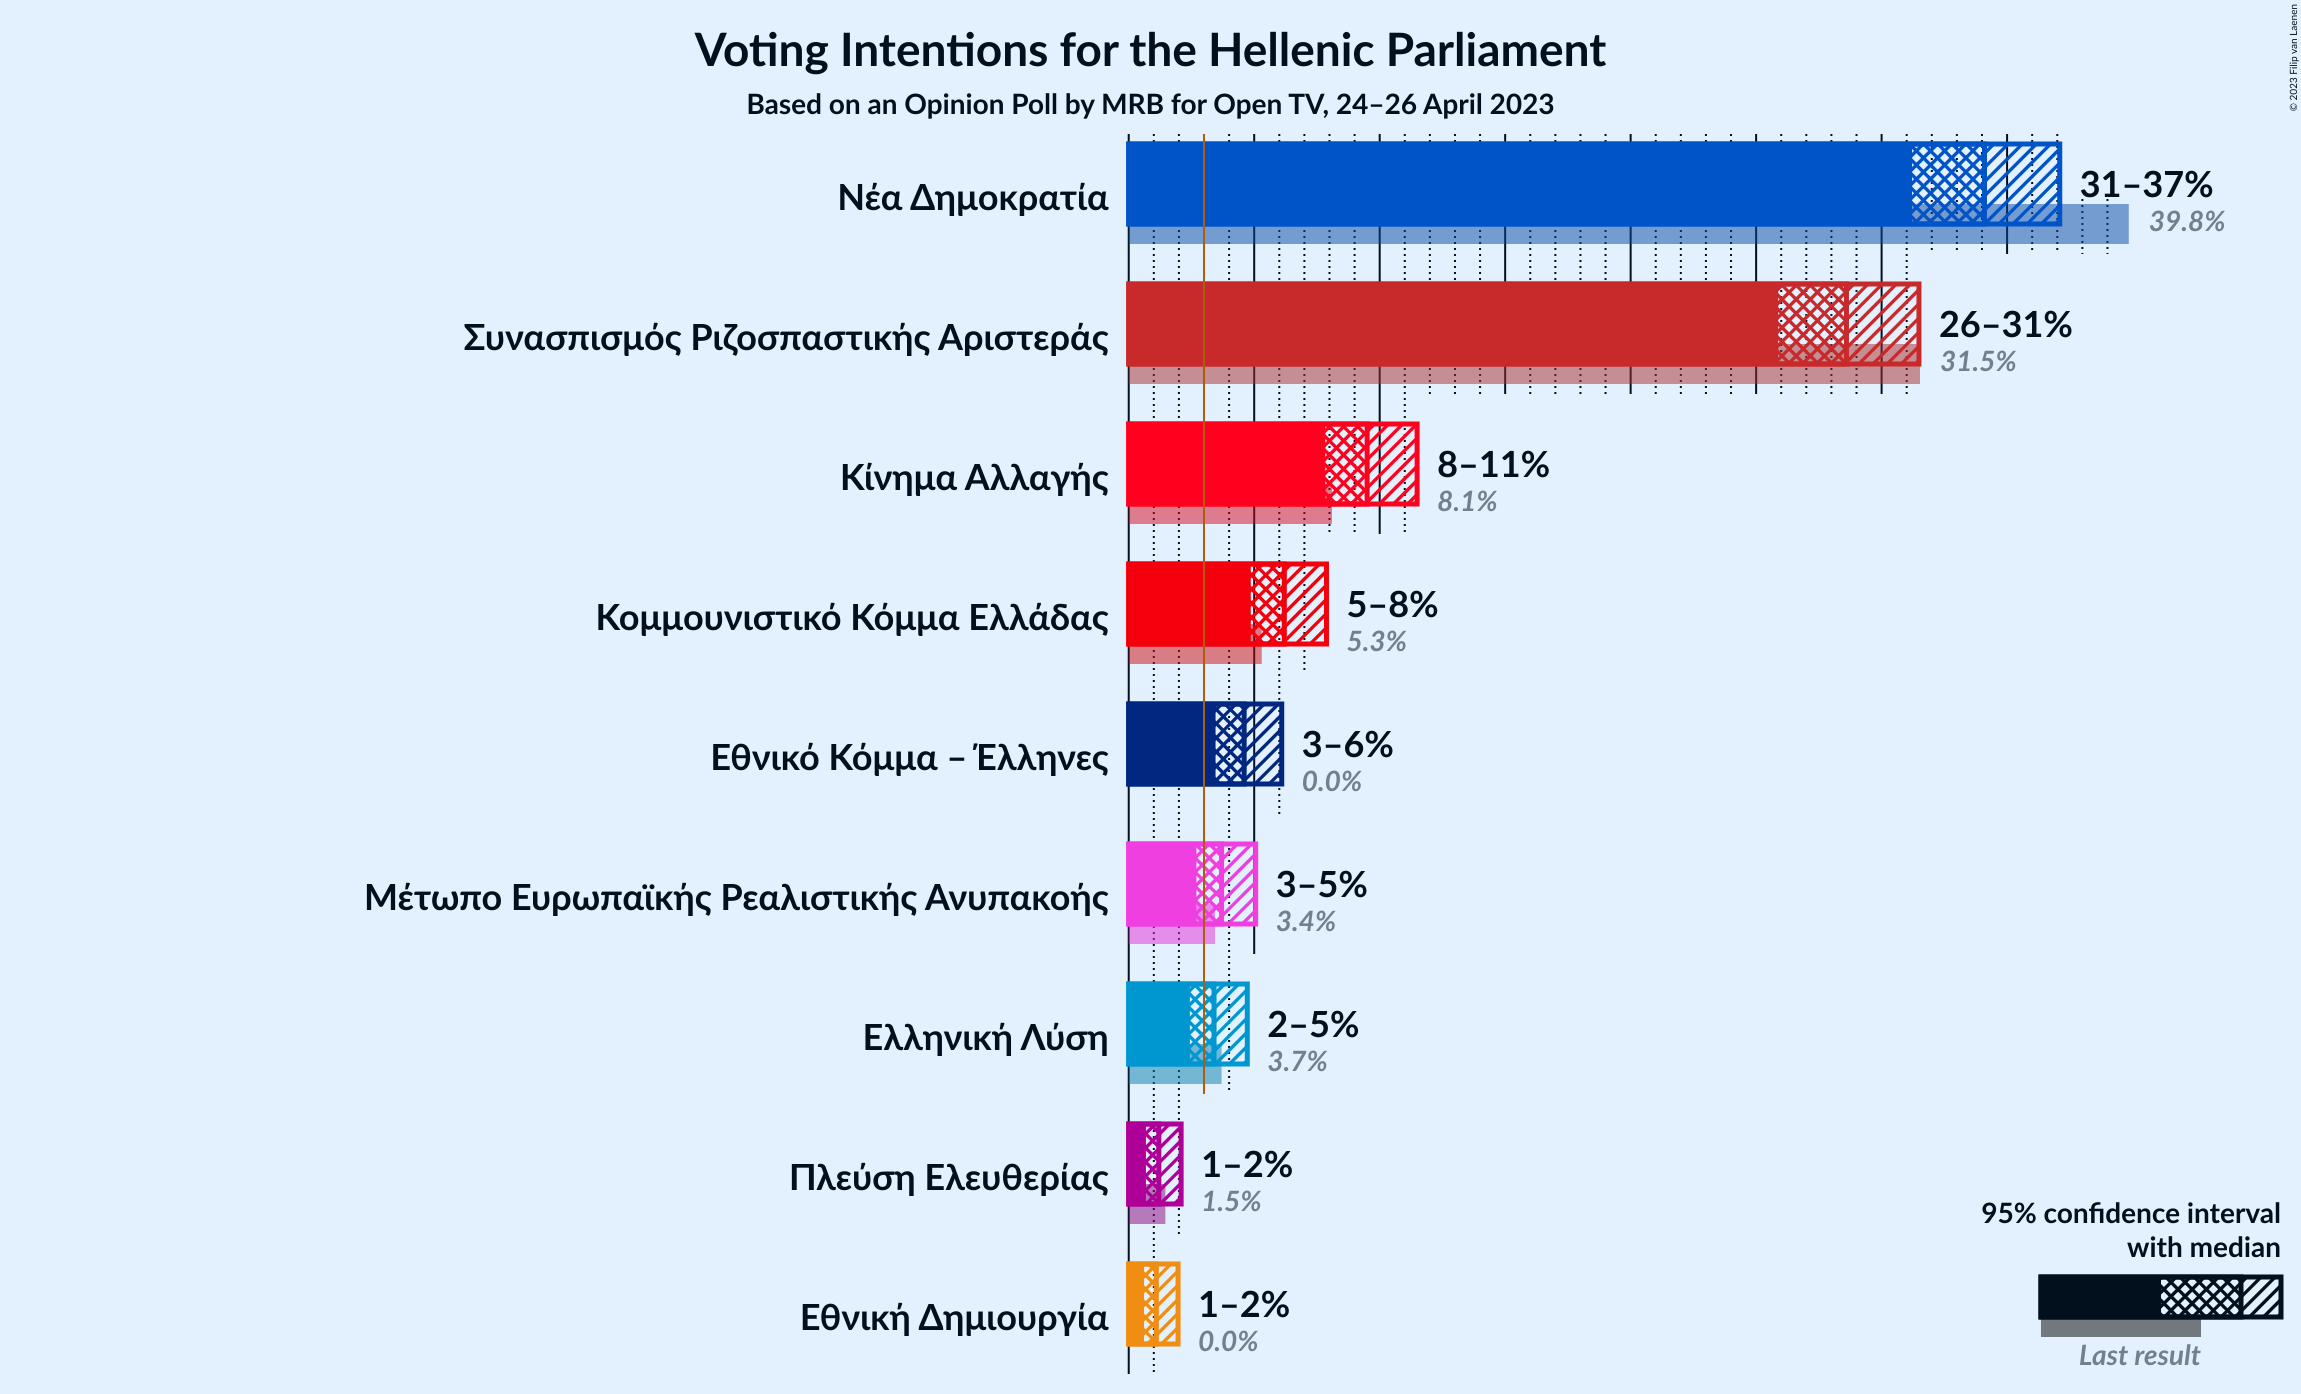 Voting Intentions for the Hellenic Parliament
Based on an Opinion Poll by MRB for Open TV, 24–26 April 2023
© 2023 Filip van Laenen
Νέα Δημοκρατία
31–37%
39.8%
Συνασπισμός Ριζοσπαστικής Αριστεράς
26–31%
31.5%
Κίνημα Αλλαγής
8–11%
8.1%
Κομμουνιστικό Κόμμα Ελλάδας
5–8%
5.3%
Εθνικό Κόμμα – Έλληνες
3–6%
0.0%
Μέτωπο Ευρωπαϊκής Ρεαλιστικής Ανυπακοής
3–5%
3.4%
Ελληνική Λύση
2–5%
3.7%
Πλεύση Ελευθερίας
1–2%
1.5%
Εθνική Δημιουργία
1–2%
0.0%
95% confidence interval
with median
Last result